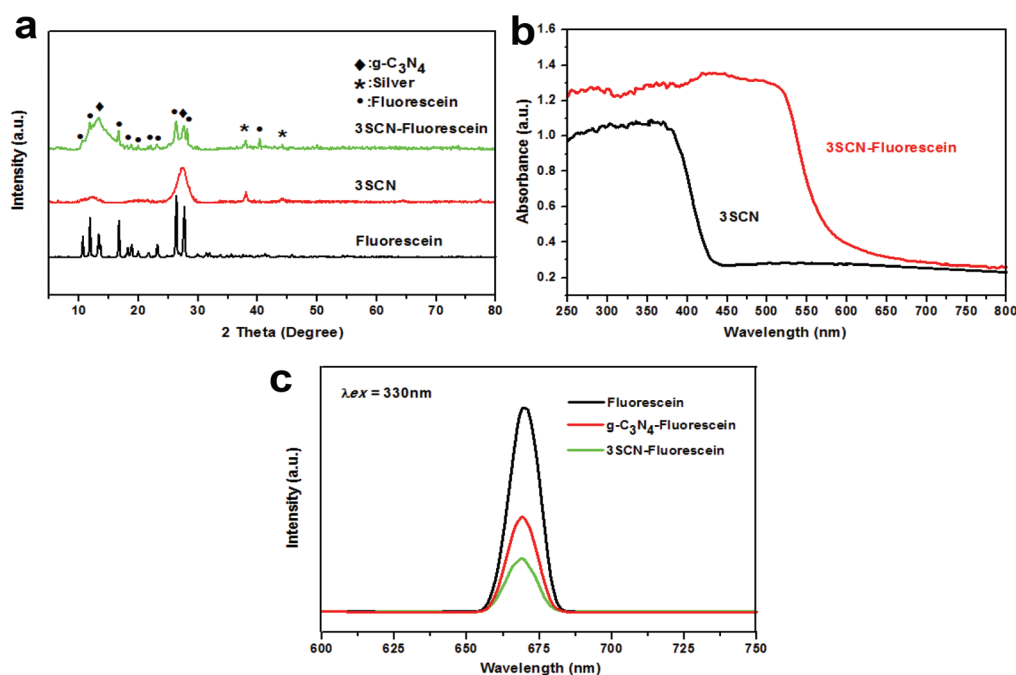 a
◆:g-C3N4
*:Silver
•:Fluorescein
3SCN-Fluorescein
3SCN
Fluorescein
Intensity (a.u.)
10 20 30 40 50 60 70 80
2 Theta (Degree)
b
1.6
1.4
1.2
1.0
0.8
0.6
0.4
0.2
Absorbance (a.u.)
3SCN-Fluorescein
3SCN
250 300 350 400 450 500 550 600 650 700 750 800
Wavelength (nm)
c
λex = 330nm
Fluorescein
g-C3N4-Fluorescein
3SCN-Fluorescein
Intensity (a.u.)
600 625 650 675 700 725 750
Wavelength (nm)